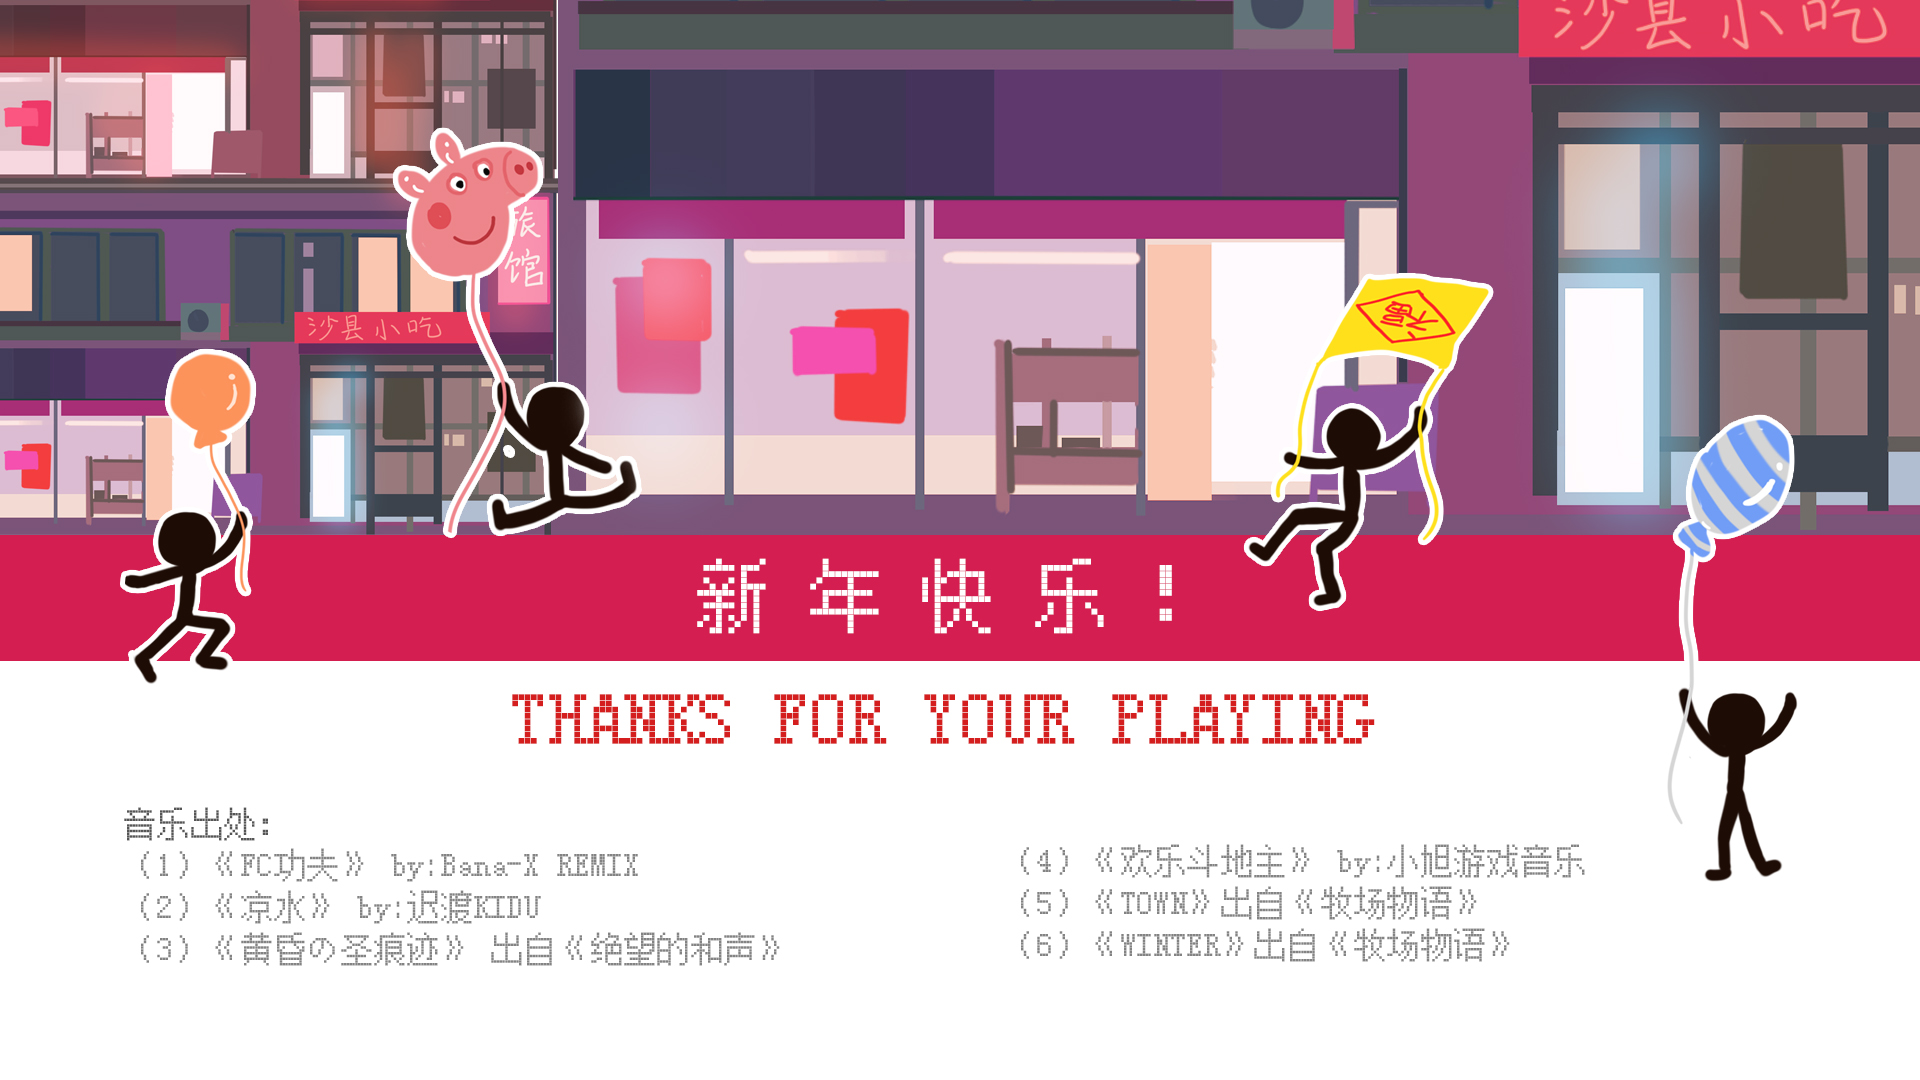 沙县小吃
旅
馆
沙县小吃
福
新年快乐!
THANKS FOR YOUR PLAYING
音乐出处:
(1)《FC功夫》 by:Bana-X REMIX
(2)《凉水》 by:迟渡KIDU
(3)《黄昏の圣痕迹》 出自《绝望的和声》
(4)《欢乐斗地主》 by:小旭游戏音乐
(5)《TOWN》出自《牧场物语》
(6)《WINTER》出自《牧场物语》